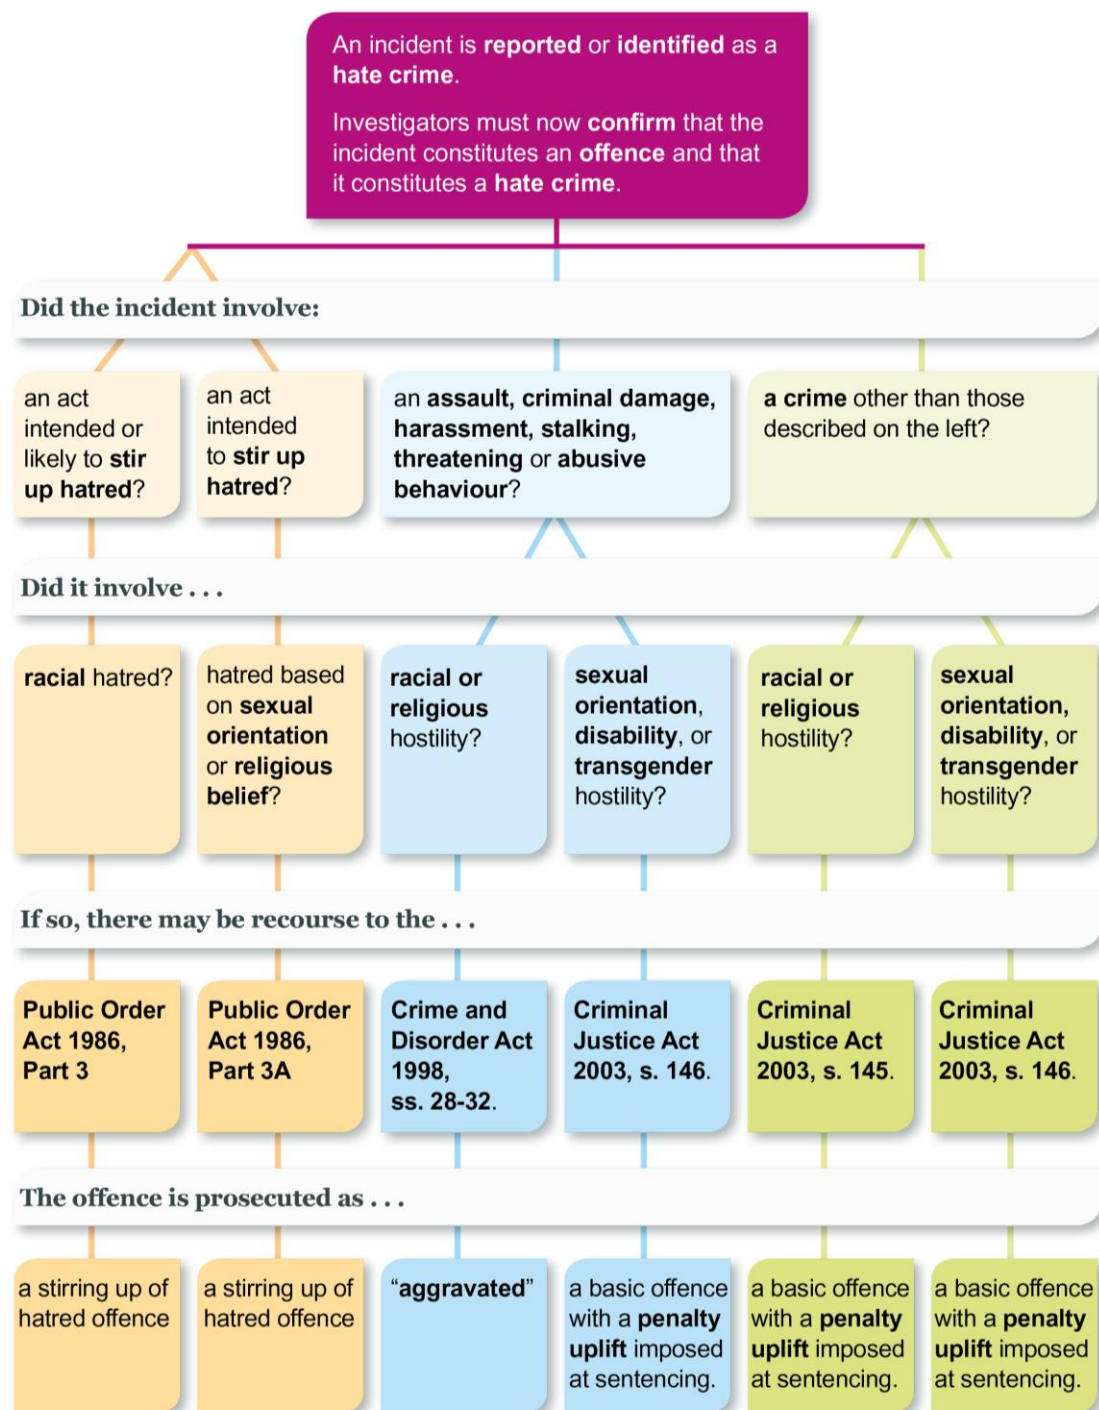 An incident is reported or identified as a
hate crime.
Investigators must now confirm that the
incident constitutes an offence and that
it constitutes a hate crime.
Did the incident involve:
an act
intended or
likely to stir
up hatred?
an act
intended
to stir up
hatred?
an assault, criminal damage,
harassment, stalking,
threatening or abusive
behaviour?
a crime other than those
described on the left?
Did it involve . . .
racial hatred?
hatred based
on sexual
orientation
or religious
belief?
racial or
religious
hostility?
sexual
orientation,
disability, or
transgender
hostility?
racial or
religious
hostility?
sexual
orientation,
disability, or
transgender
hostility?
If so, there may be recourse to the . . .
Public Order
Act 1986,
Part 3
Public Order
Act 1986,
Part 3A
Crime and
Disorder Act
1998,
ss. 28-32.
Criminal
Justice Act
2003, s. 146.
Criminal
Justice Act
2003, s. 145.
Criminal
Justice Act
2003, s. 146.
The offence is prosecuted as . . .
a stirring up of
hatred offence
a stirring up of
hatred offence
“aggravated”
a basic offence
with a penalty
uplift imposed
at sentencing.
a basic offence
with a penalty
uplift imposed
at sentencing.
a basic offence
with a penalty
uplift imposed
at sentencing.